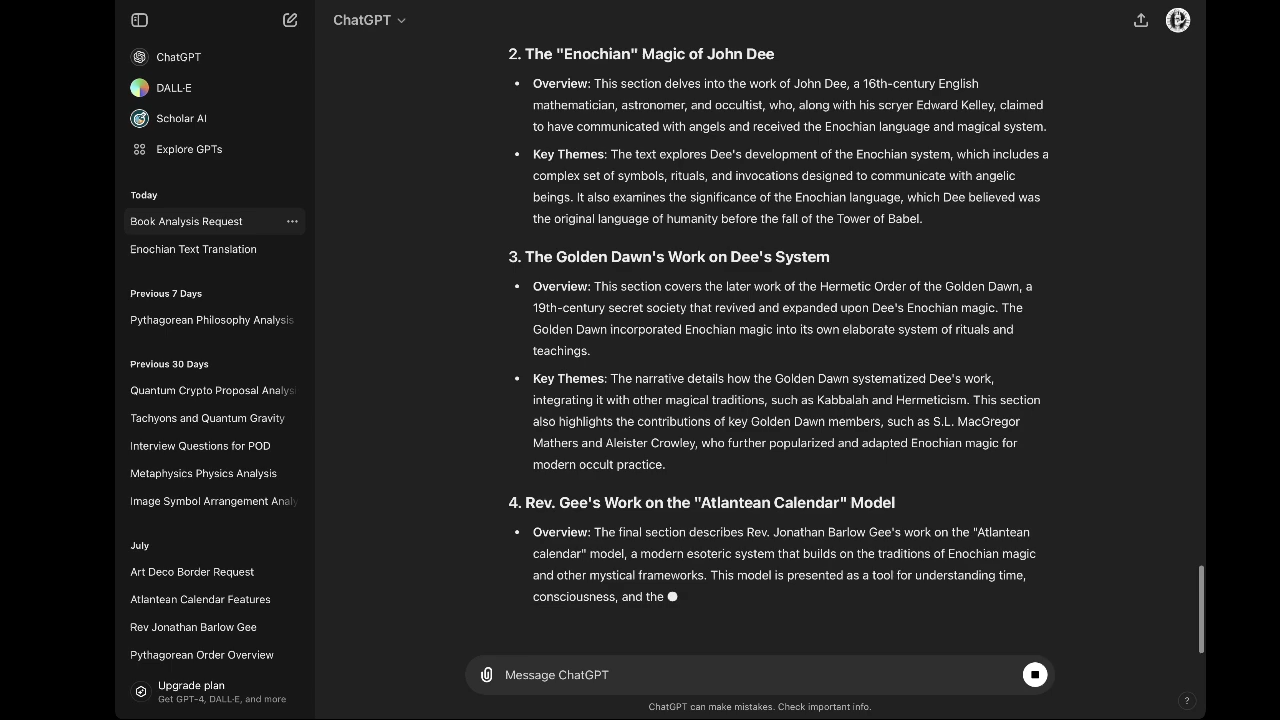 ChatGPT
ChatGPT
DALL·E
Scholar AI
Explore GPTs
Today
Book Analysis Request
Enochian Text Translation
Previous 7 Days
Pythagorean Philosophy Analysis
Previous 30 Days
Quantum Crypto Proposal Analysi
Tachyons and Quantum Gravity
Interview Questions for POD
Metaphysics Physics Analysis
Image Symbol Arrangement Analy
July
Art Deco Border Request
Atlantean Calendar Features
Rev Jonathan Barlow Gee
Pythagorean Order Overview
Upgrade plan
Get GPT-4, DALL·E, and more
2. The "Enochian" Magic of John Dee
• Overview: This section delves into the work of John Dee, a 16th-century English
mathematician, astronomer, and occultist, who, along with his scryer Edward Kelley, claimed
to have communicated with angels and received the Enochian language and magical system.
• Key Themes: The text explores Dee's development of the Enochian system, which includes a
complex set of symbols, rituals, and invocations designed to communicate with angelic
beings. It also examines the significance of the Enochian language, which Dee believed was
the original language of humanity before the fall of the Tower of Babel.
3. The Golden Dawn's Work on Dee's System
• Overview: This section covers the later work of the Hermetic Order of the Golden Dawn, a
19th-century secret society that revived and expanded upon Dee's Enochian magic. The
Golden Dawn incorporated Enochian magic into its own elaborate system of rituals and
teachings.
• Key Themes: The narrative details how the Golden Dawn systematized Dee's work,
integrating it with other magical traditions, such as Kabbalah and Hermeticism. This section
also highlights the contributions of key Golden Dawn members, such as S.L. MacGregor
Mathers and Aleister Crowley, who further popularized and adapted Enochian magic for
modern occult practice.
4. Rev. Gee's Work on the "Atlantean Calendar" Model
• Overview: The final section describes Rev. Jonathan Barlow Gee's work on the "Atlantean
calendar" model, a modern esoteric system that builds on the traditions of Enochian magic
and other mystical frameworks. This model is presented as a tool for understanding time,
consciousness, and the
Message ChatGPT
ChatGPT can make mistakes. Check important info.
?